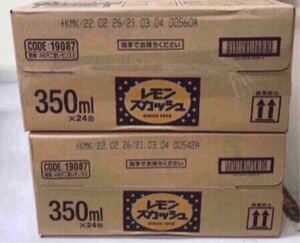 HKMK/22.02.26/21.03 04 00560A
CODE:19087
両手でお持ちください
350ml
×24缶
レモン
スカッシュ
SINCE 1978
HKMK/22.02.26/21.03 04 00542A
CODE:19087
両手でお持ちください
350ml
×24缶
レモン
スカッシュ
SINCE 1978